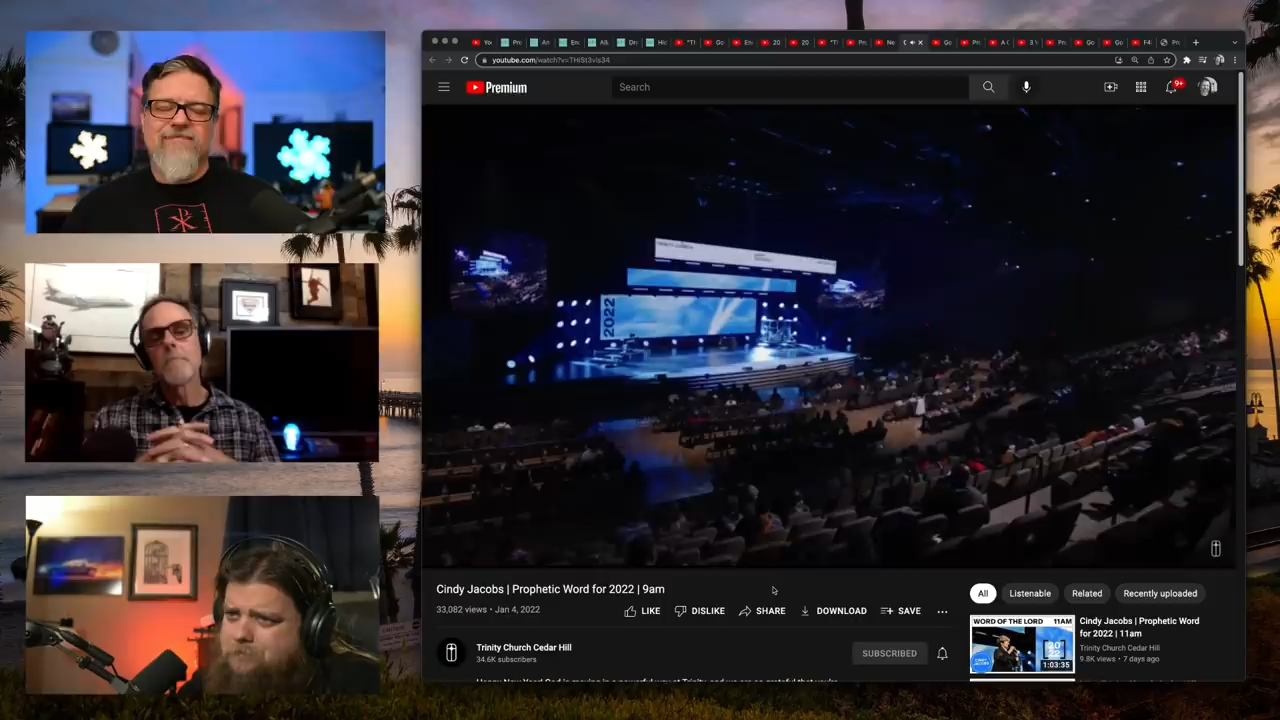 youtube.com/watch?v=THiSt3vis34
Premium
Search
9+
2022
Cindy Jacobs | Prophetic Word for 2022 | 9am
33,082 views • Jan 4, 2022
LIKE
DISLIKE
SHARE
DOWNLOAD
SAVE
Trinity Church Cedar Hill
34.6K subscribers
SUBSCRIBED
All
Listenable
Related
Recently uploaded
WORD OF THE LORD
11AM
1:03:35
Cindy Jacobs | Prophetic Word
for 2022 | 11am
Trinity Church Cedar Hill
9.8K views • 7 days ago